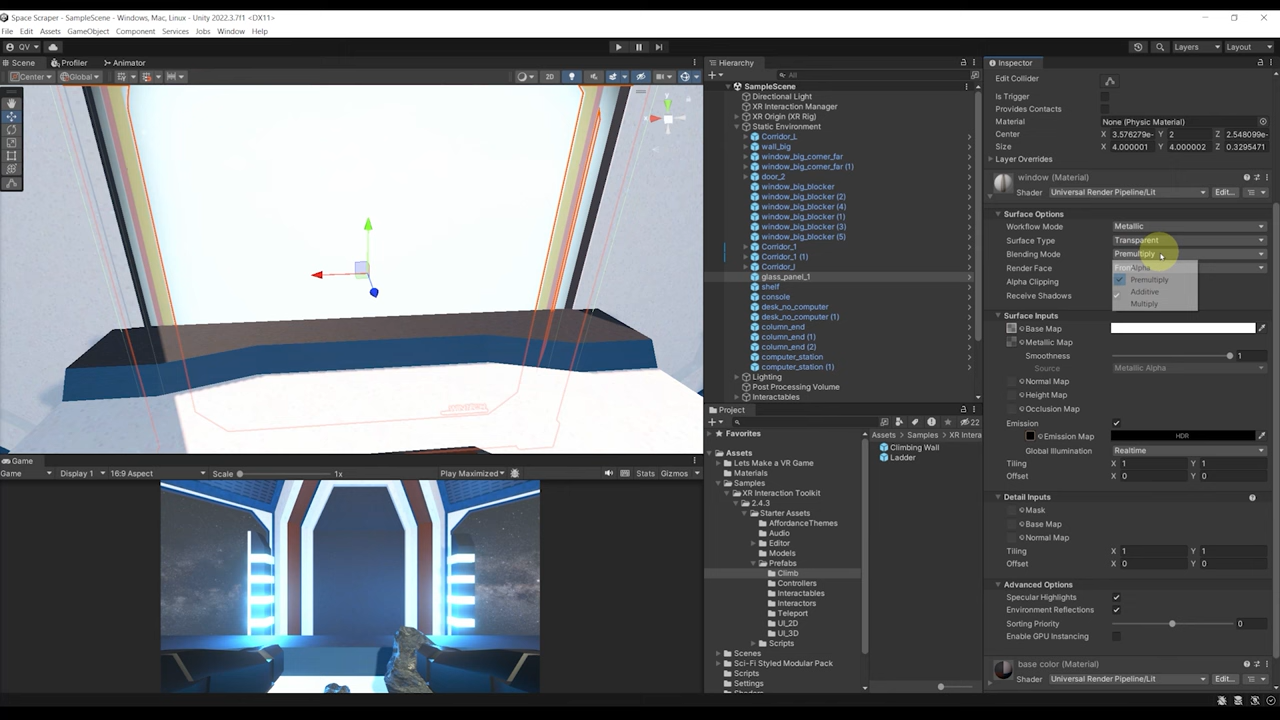 Space Scraper - SampleScene - Windows, Mac, Linux - Unity 2022.3.7f1 <DX11>
File Edit Assets GameObject Component Services Jobs Window Help
QV Layers Layout
Scene Profiler Animator
Center Global 2D
Hierarchy
All
SampleScene
Directional Light
XR Interaction Manager
XR Origin (XR Rig)
Static Environment
Corridor_L
wall_big
window_big_corner_far
window_big_corner_far (1)
door_2
window_big_blocker
window_big_blocker (2)
window_big_blocker (4)
window_big_blocker (1)
window_big_blocker (3)
window_big_blocker (5)
Corridor_1
Corridor_1 (1)
Corridor_I
glass_panel_1
shelf
console
desk_no_computer
desk_no_computer (1)
column_end
column_end (1)
column_end (2)
computer_station
computer_station (1)
Lighting
Post Processing Volume
Interactables
Project
22
Favorites
Assets
Lets Make a VR Game
Materials
Samples
XR Interaction Toolkit
2.4.3
Starter Assets
AffordanceThemes
Audio
Editor
Models
Prefabs
Climb
Controllers
Interactables
Interactors
Teleport
UI_2D
UI_3D
Scripts
Scenes
Sci-Fi Styled Modular Pack
Scripts
Settings
Assets > Samples > XR Intera
Climbing Wall
Ladder
Game
Game Display 1 16:9 Aspect Scale 1x Play Maximized Stats Gizmos
Inspector
Edit Collider
Is Trigger
Provides Contacts
Material None (Physic Material)
Center X 3.576279e- Y 2 Z 2.548099e-
Size X 4.000001 Y 4.000002 Z 0.3295471
Layer Overrides
window (Material)
Shader Universal Render Pipeline/Lit Edit...
Surface Options
Workflow Mode Metallic
Surface Type Transparent
Blending Mode Premultiply
Render Face Front
Alpha
Premultiply
Additive
Multiply
Alpha Clipping
Receive Shadows
Surface Inputs
Base Map
Metallic Map
Smoothness 1
Source Metallic Alpha
Normal Map
Height Map
Occlusion Map
Emission
Emission Map HDR
Global Illumination Realtime
Tiling X 1 Y 1
Offset X 0 Y 0
Detail Inputs
Mask
Base Map
Normal Map
Tiling X 1 Y 1
Offset X 0 Y 0
Advanced Options
Specular Highlights
Environment Reflections
Sorting Priority 0
Enable GPU Instancing
base color (Material)
Shader Universal Render Pipeline/Lit Edit...